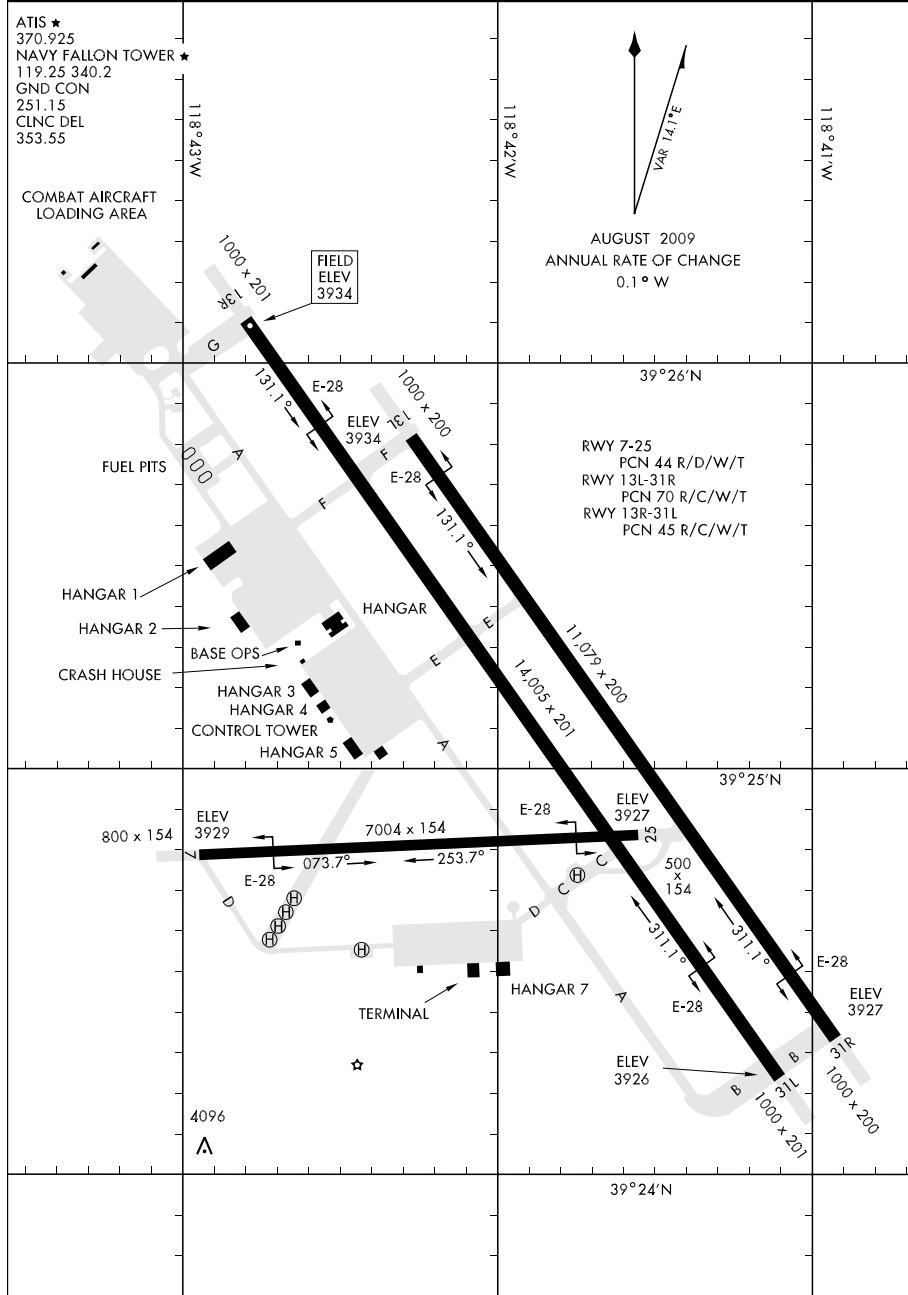 ATIS ★
370.925
NAVY FALLON TOWER ★
119.25 340.2
GND CON
251.15
CLNC DEL
353.55
118°43'W
118°42'W
118°41'W
VAR 14.1°E
AUGUST 2009
ANNUAL RATE OF CHANGE
0.1° W
COMBAT AIRCRAFT
LOADING AREA
1000 x 201
13R
FIELD
ELEV
3934
G
39°26'N
131.1°
E-28
ELEV
3934
1000 x 200
13L
F
E-28
131.1°
RWY 7-25
PCN 44 R/D/W/T
RWY 13L-31R
PCN 70 R/C/W/T
RWY 13R-31L
PCN 45 R/C/W/T
FUEL PITS
A
F
HANGAR 1
HANGAR 2
HANGAR
BASE OPS
CRASH HOUSE
HANGAR 3
HANGAR 4
CONTROL TOWER
HANGAR 5
E
E
A
14,005 x 201
11,079 x 200
39°25'N
800 x 154
ELEV
3929
7
7004 x 154
E-28
ELEV
3927
25
E-28
073.7°
253.7°
500
x
154
D
H
H
H
H
H
H
D
C
C
311.1°
311.1°
E-28
E-28
TERMINAL
HANGAR 7
A
ELEV
3927
ELEV
3926
B
B
31L
31R
1000 x 201
1000 x 200
4096
39°24'N